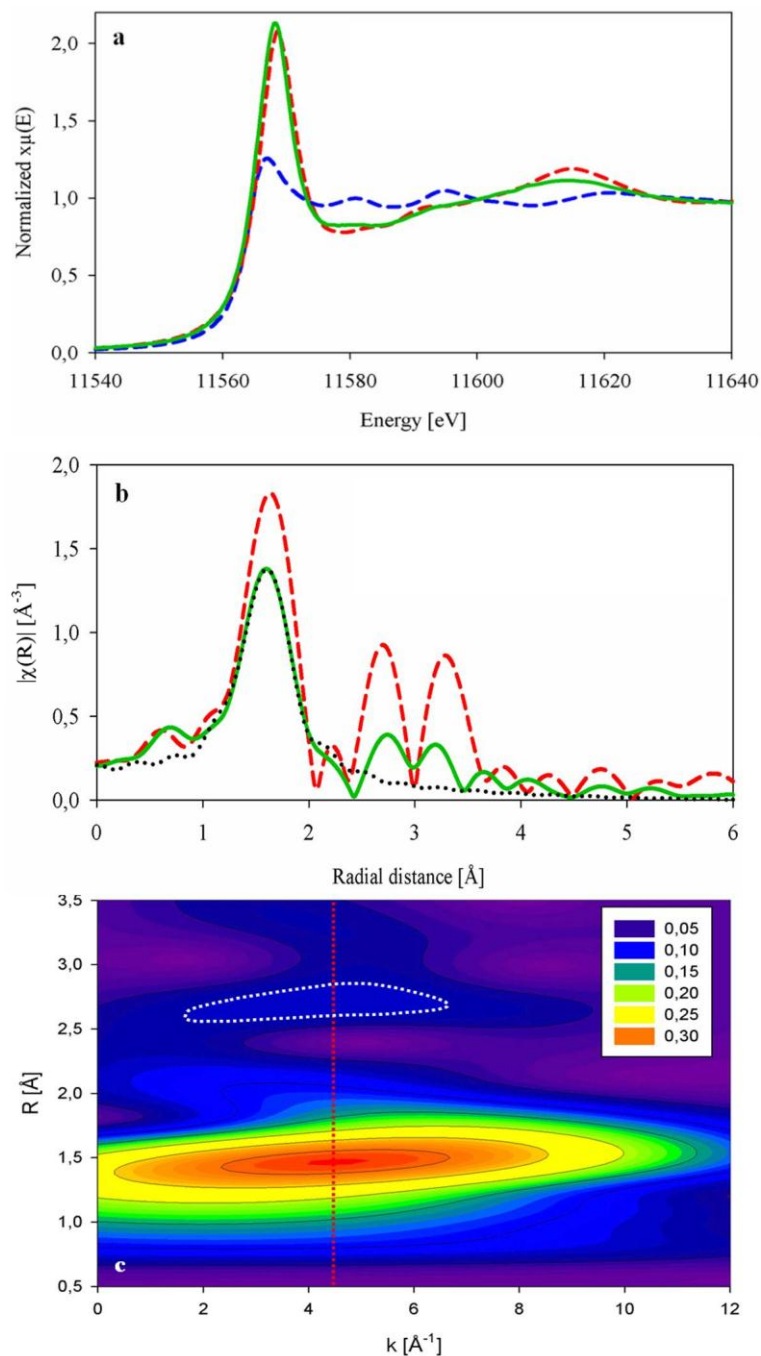 a
2,0
1,5
1,0
0,5
0,0
Normalized xμ(E)
11540 11560 11580 11600 11620 11640
Energy [eV]
b
2,0
1,5
1,0
0,5
0,0
|χ(R)| [Å⁻³]
0 1 2 3 4 5 6
Radial distance [Å]
3,5
3,0
2,5
2,0
1,5
1,0
0,5
R [Å]
0,05
0,10
0,15
0,20
0,25
0,30
c
0 2 4 6 8 10 12
k [Å⁻¹]